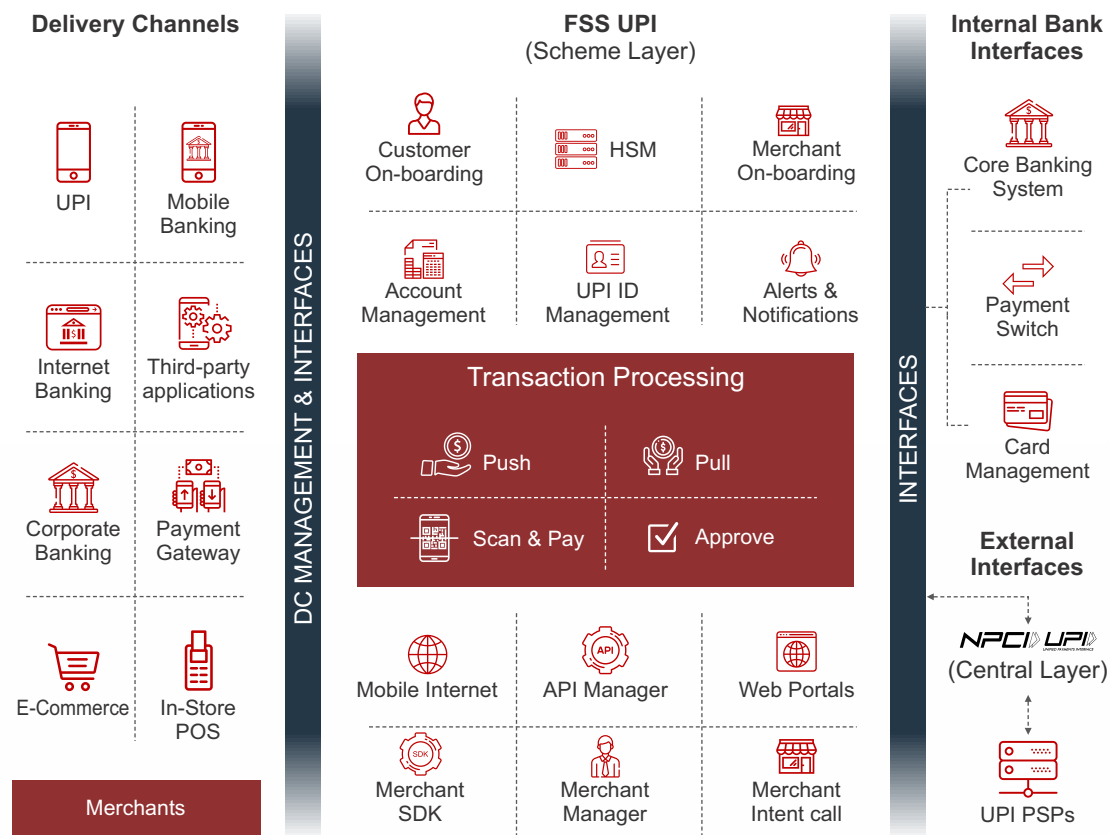 Delivery Channels
UPI
Mobile
Banking
Internet
Banking
Third-party
applications
Corporate
Banking
Payment
Gateway
E-Commerce
In-Store
POS
Merchants
DC MANAGEMENT & INTERFACES
FSS UPI
(Scheme Layer)
Customer
On-boarding
HSM
Merchant
On-boarding
Account
Management
UPI ID
Management
Alerts &
Notifications
Transaction Processing
Push
Pull
Scan & Pay
Approve
Mobile Internet
API
API Manager
Web Portals
SDK
Merchant
SDK
Merchant
Manager
Merchant
Intent call
INTERFACES
Internal Bank
Interfaces
Core Banking
System
Payment
Switch
Card
Management
External
Interfaces
NPCI UPI
UNIFIED PAYMENTS INTERFACE
(Central Layer)
UPI PSPs